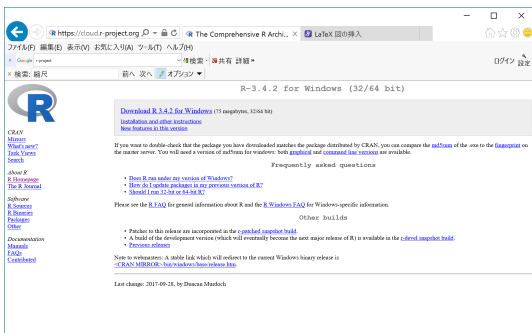 https://cloud.r-project.org
The Comprehensive R Archi...
LaTeX 図の挿入
ファイル(F) 編集(E) 表示(V) お気に入り(A) ツール(T) ヘルプ(H)
Google r-project 検索 共有 詳細 »
ログイン 設定
× 検索: 縮尺 前へ 次へ オプション ▼
R-3.4.2 for Windows (32/64 bit)
Download R 3.4.2 for Windows (75 megabytes, 32/64 bit)
Installation and other instructions
New features in this version
If you want to double-check that the package you have downloaded matches the package distributed by CRAN, you can compare the md5sum of the .exe to the fingerprint on
the master server. You will need a version of md5sum for windows: both graphical and command line versions are available.
Frequently asked questions
• Does R run under my version of Windows?
• How do I update packages in my previous version of R?
• Should I run 32-bit or 64-bit R?
Please see the R FAQ for general information about R and the R Windows FAQ for Windows-specific information.
Other builds
• Patches to this release are incorporated in the r-patched snapshot build.
• A build of the development version (which will eventually become the next major release of R) is available in the r-devel snapshot build.
• Previous releases
Note to webmasters: A stable link which will redirect to the current Windows binary release is
<CRAN MIRROR>/bin/windows/base/release.htm.
Last change: 2017-09-28, by Duncan Murdoch
R
CRAN
Mirrors
What's new?
Task Views
Search
About R
R Homepage
The R Journal
Software
R Sources
R Binaries
Packages
Other
Documentation
Manuals
FAQs
Contributed